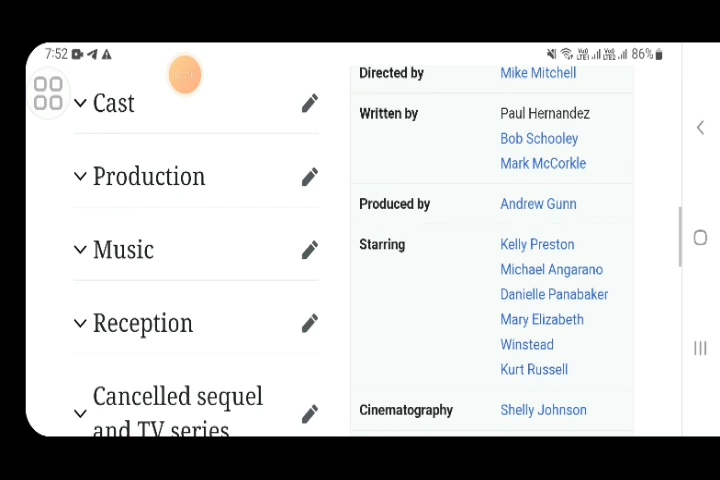 7:52 86%
Cast
Production
Music
Reception
Cancelled sequel
and TV series
Directed by Mike Mitchell
Written by Paul Hernandez
Bob Schooley
Mark McCorkle
Produced by Andrew Gunn
Starring Kelly Preston
Michael Angarano
Danielle Panabaker
Mary Elizabeth
Winstead
Kurt Russell
Cinematography Shelly Johnson